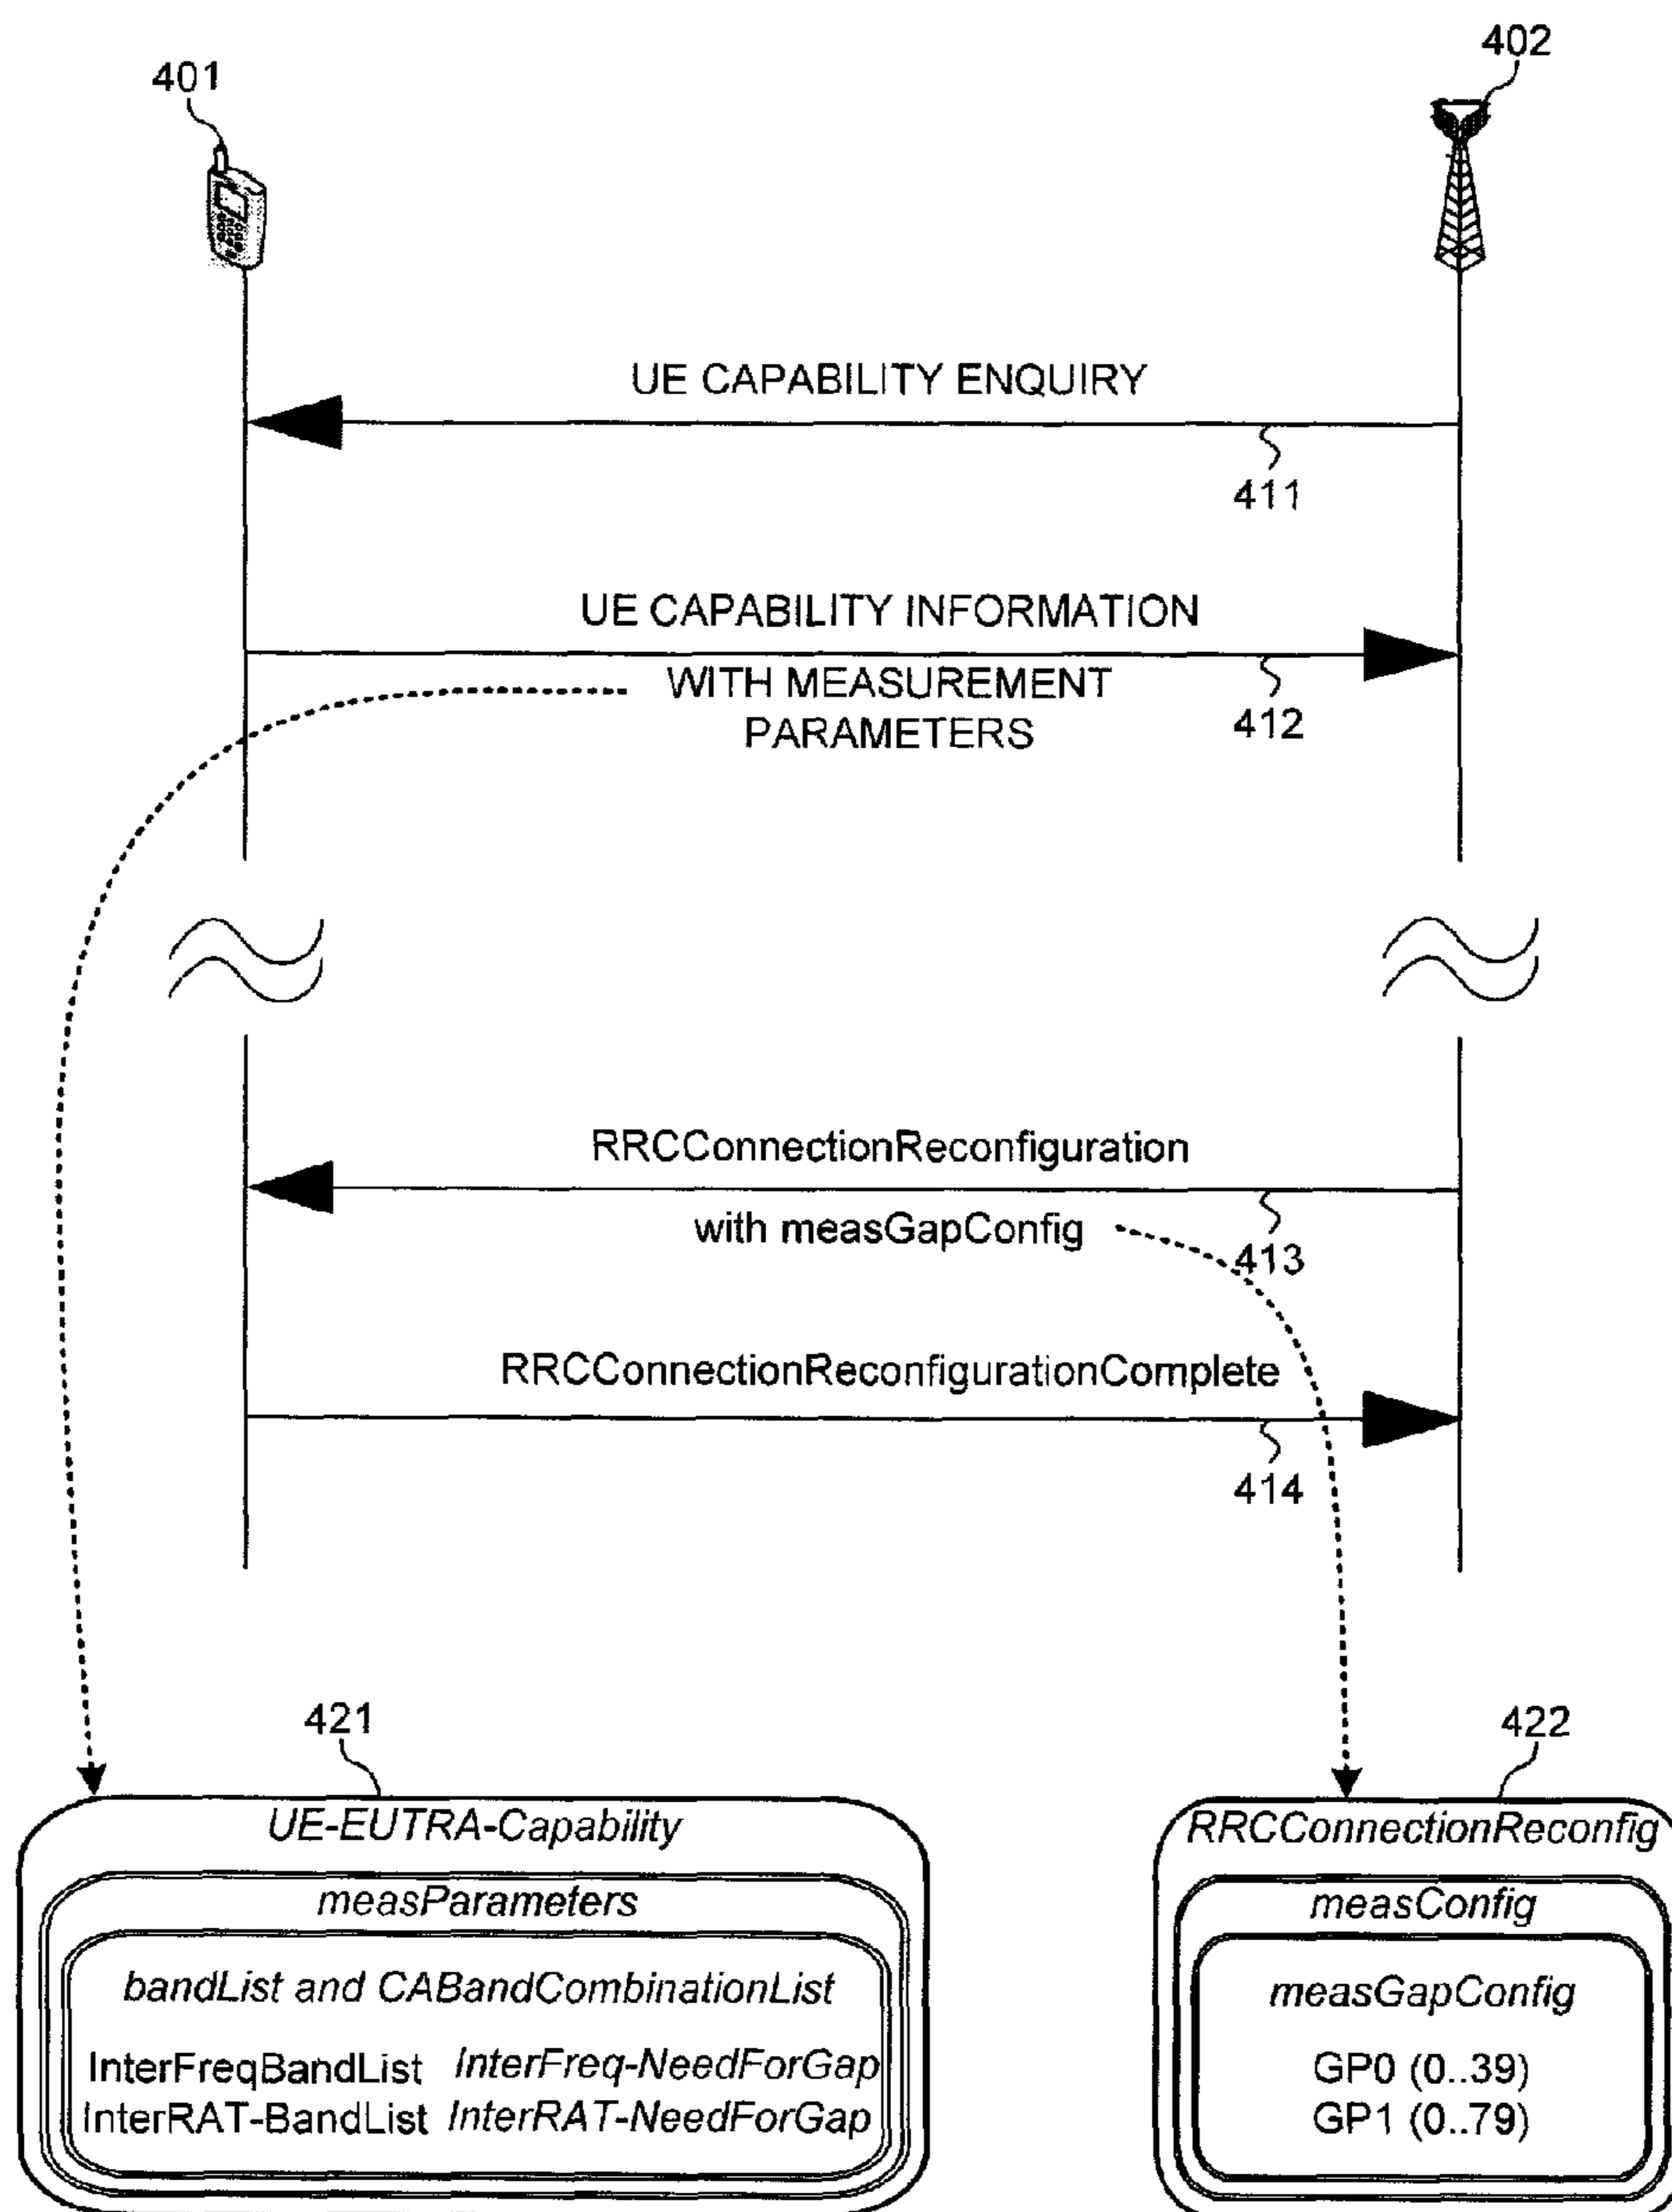 401
402
UE CAPABILITY ENQUIRY
411
UE CAPABILITY INFORMATION
WITH MEASUREMENT
PARAMETERS
412
RRCConnectionReconfiguration
with measGapConfig
413
RRCConnectionReconfigurationComplete
414
421
UE-EUTRA-Capability
measParameters
bandList and CABandCombinationList
InterFreqBandList InterFreq-NeedForGap
InterRAT-BandList InterRAT-NeedForGap
422
RRCConnectionReconfig
measConfig
measGapConfig
GP0 (0..39)
GP1 (0..79)